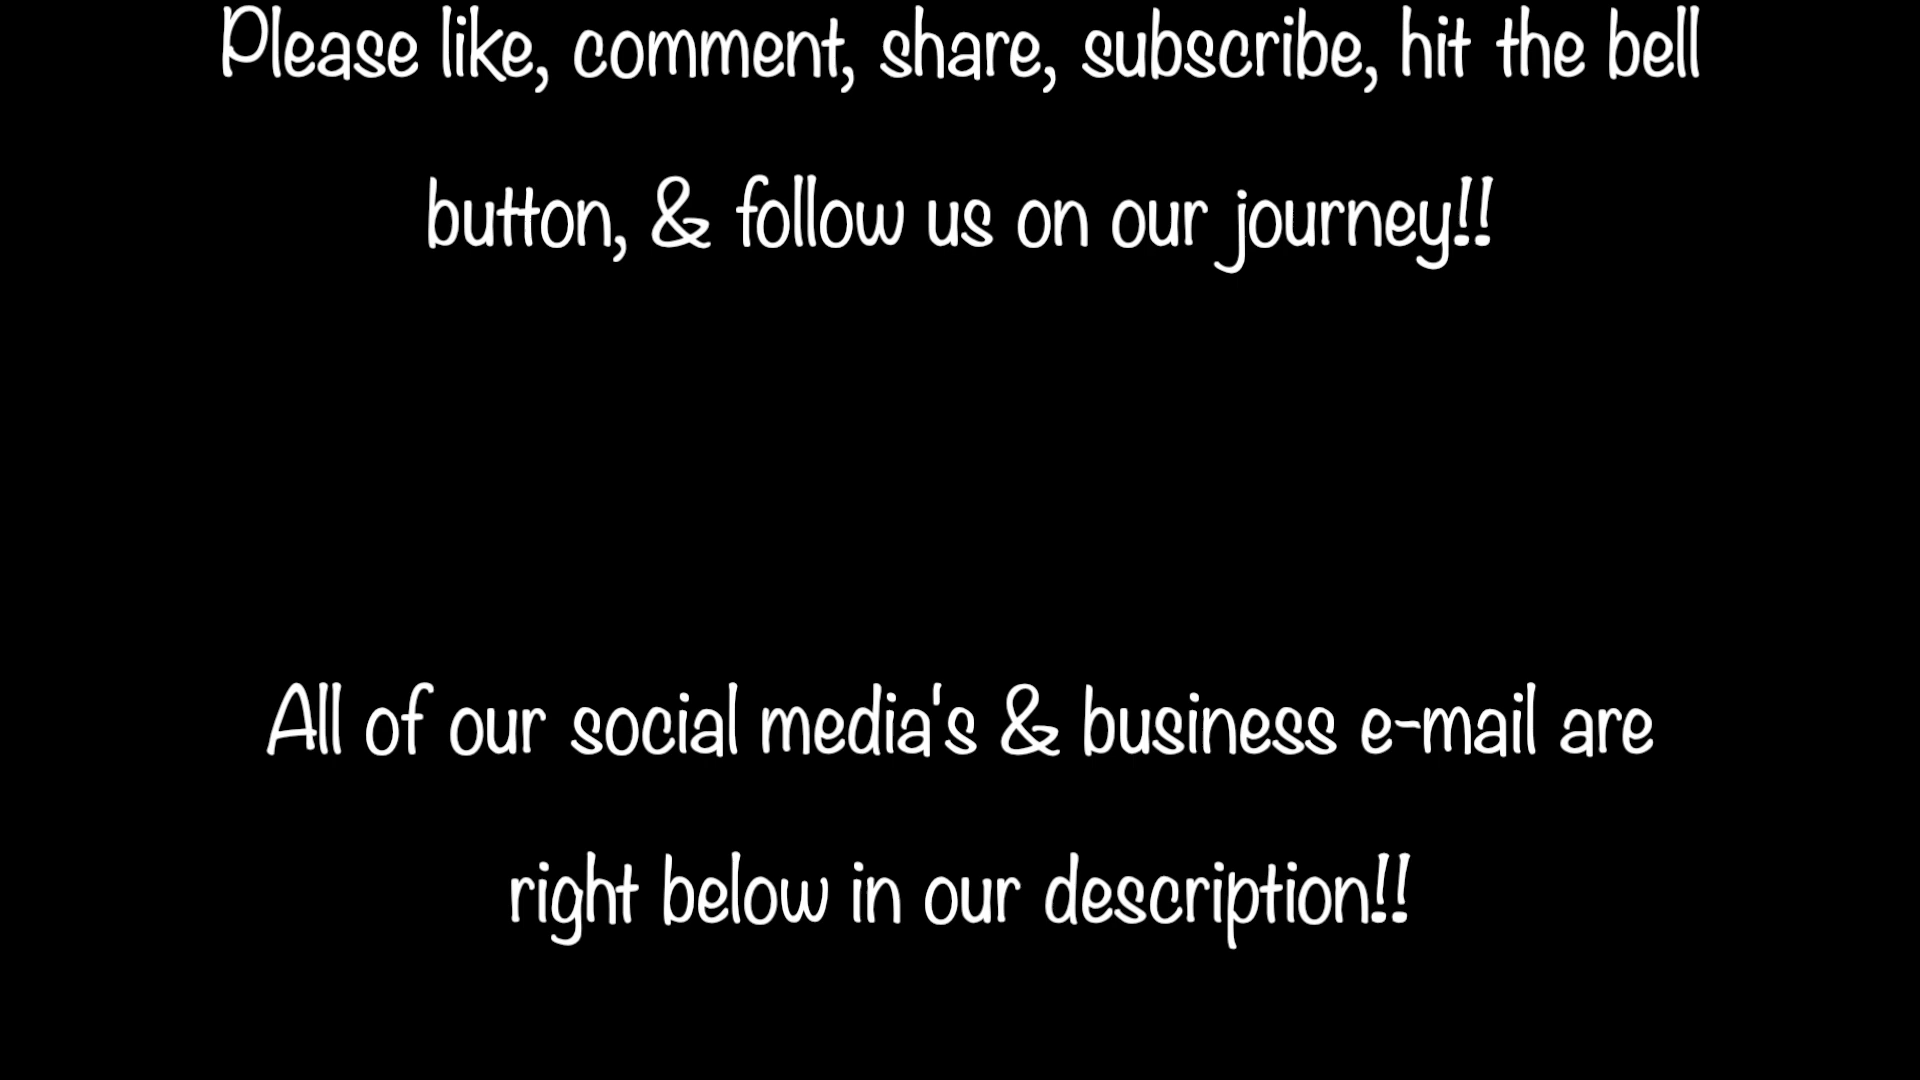 Please like, comment, share, subscribe, hit the bell
button, & follow us on our journey!!
All of our social media's & business e-mail are
right below in our description!!